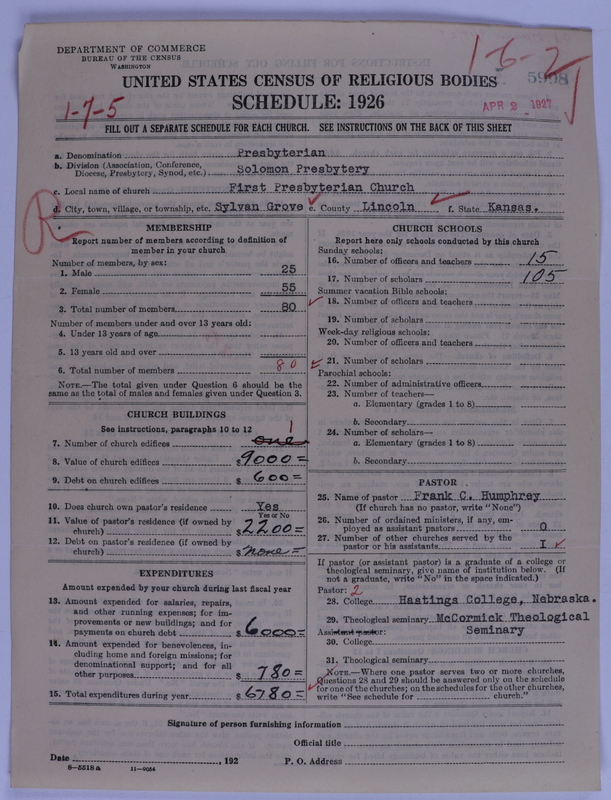 DEPARTMENT OF COMMERCE
BUREAU OF THE CENSUS
WASHINGTON
1-6-2
5998
UNITED STATES CENSUS OF RELIGIOUS BODIES
1-7-5
SCHEDULE: 1926
APR 2 1927
FILL OUT A SEPARATE SCHEDULE FOR EACH CHURCH. SEE INSTRUCTIONS ON THE BACK OF THIS SHEET
a. Denomination Presbyterian
b. Division (Association, Conference, Diocese, Presbytery, Synod, etc.) Solomon Presbytery
c. Local name of church First Presbyterian Church
d. City, town, village, or township, etc. Sylvan Grove e. County Lincoln f. State Kansas.
R
MEMBERSHIP
Report number of members according to definition of
member in your church
Number of members, by sex:
1. Male 25
2. Female 55
3. Total number of members 80
Number of members under and over 13 years old:
4. Under 13 years of age
5. 13 years old and over
6. Total number of members 80
NOTE.—The total given under Question 6 should be the
same as the total of males and females given under Question 3.
CHURCH BUILDINGS
See instructions, paragraphs 10 to 12
7. Number of church edifices one 1
8. Value of church edifices $9000=
9. Debt on church edifices $600=
10. Does church own pastor's residence? Yes
Yes or No
11. Value of pastor's residence (if owned by
church) $2200=
12. Debt on pastor's residence (if owned by
church) $none=
EXPENDITURES
Amount expended by your church during last fiscal year
13. Amount expended for salaries, repairs,
and other running expenses; for im-
provements or new buildings; and for
payments on church debt $6000=
14. Amount expended for benevolences, in-
cluding home and foreign missions; for
denominational support; and for all
other purposes $780=
15. Total expenditures during year $6780=
CHURCH SCHOOLS
Report here only schools conducted by this church
Sunday schools:
16. Number of officers and teachers 15
17. Number of scholars 105
Summer vacation Bible schools:
18. Number of officers and teachers
19. Number of scholars
Week-day religious schools:
20. Number of officers and teachers
21. Number of scholars
Parochial schools:
22. Number of administrative officers
23. Number of teachers—
a. Elementary (grades 1 to 8)
b. Secondary
24. Number of scholars—
a. Elementary (grades 1 to 8)
b. Secondary
PASTOR
25. Name of pastor Frank C. Humphrey
(If church has no pastor, write "None")
26. Number of ordained ministers, if any, em-
ployed as assistant pastors 0
27. Number of other churches served by the
pastor or his assistants I
If pastor (or assistant pastor) is a graduate of a college or
theological seminary, give name of institution below. (If
not a graduate, write "No" in the space indicated.)
Pastor: 2
28. College Hastings College, Nebraska.
29. Theological seminary McCormick Theological
Assistant pastor: Seminary
30. College
31. Theological seminary
NOTE.—Where one pastor serves two or more churches,
Questions 28 and 29 should be answered only on the schedule
for one of the churches; on the schedules for the other churches,
write "See schedule for church."
Signature of person furnishing information
Official title
Date , 192 P. O. Address
8—5518a 11—9054